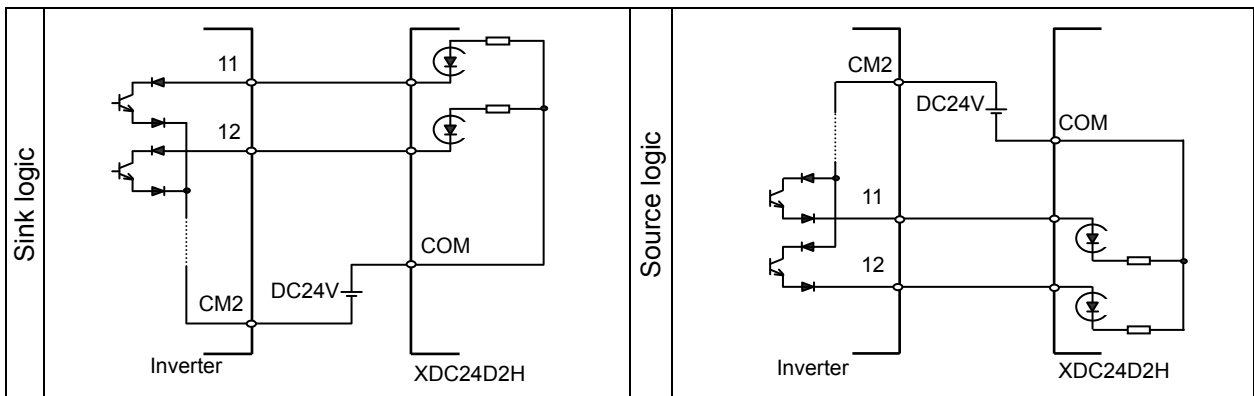 Sink logic
11
12
COM
DC24V
CM2
Inverter
XDC24D2H
Source logic
CM2
DC24V
COM
11
12
Inverter
XDC24D2H